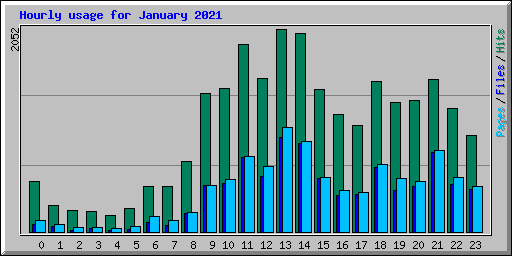 Hourly usage for January 2021
2052
Pages/Files/Hits
0 1 2 3 4 5 6 7 8 9 10 11 12 13 14 15 16 17 18 19 20 21 22 23